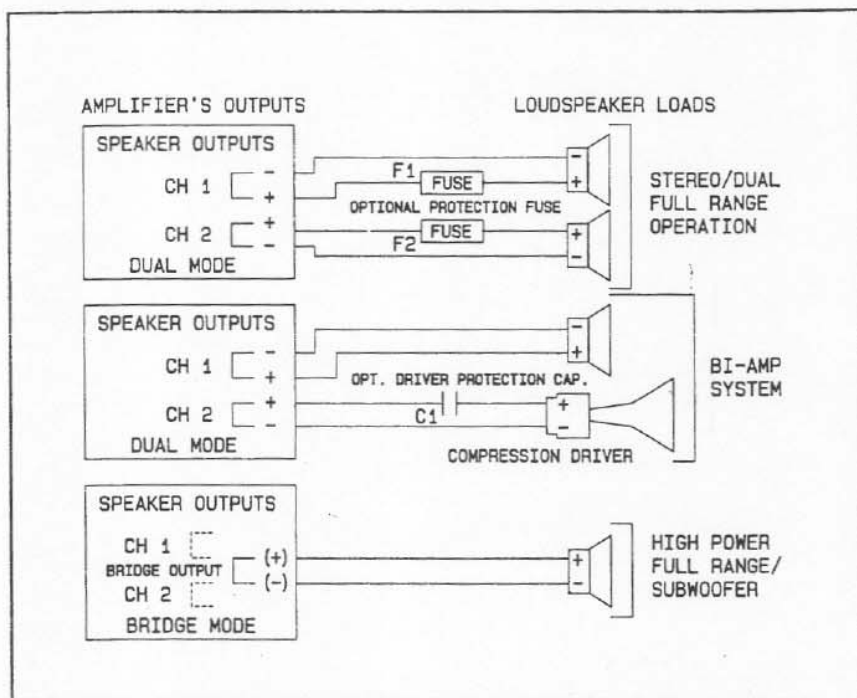 AMPLIFIER'S OUTPUTS
LOUDSPEAKER LOADS
SPEAKER OUTPUTS
CH 1
-
+
CH 2
+
-
DUAL MODE
F1
FUSE
OPTIONAL PROTECTION FUSE
FUSE
F2
-
+
+
-
STEREO/DUAL
FULL RANGE
OPERATION
SPEAKER OUTPUTS
CH 1
-
+
CH 2
+
-
DUAL MODE
OPT. DRIVER PROTECTION CAP.
C1
-
+
+
-
COMPRESSION DRIVER
BI-AMP
SYSTEM
SPEAKER OUTPUTS
CH 1
BRIDGE OUTPUT
(+)
(-)
CH 2
BRIDGE MODE
+
-
HIGH POWER
FULL RANGE/
SUBWOOFER